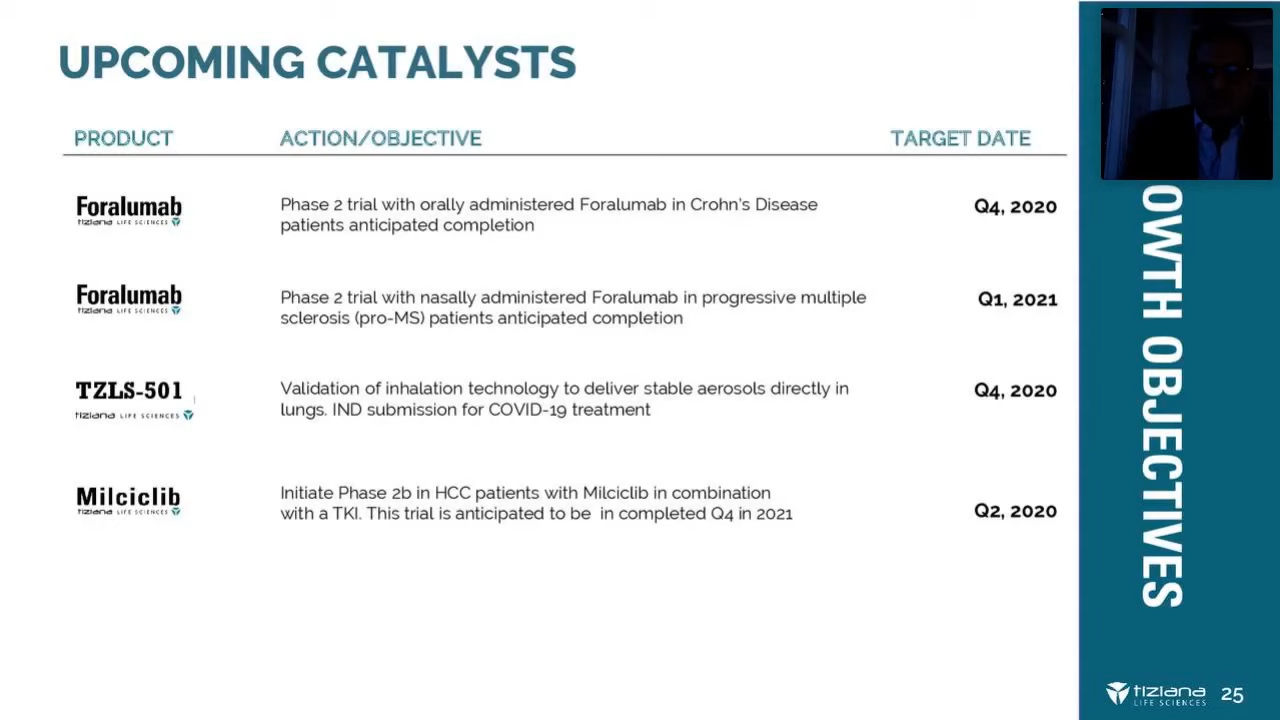 UPCOMING CATALYSTS
PRODUCT
ACTION/OBJECTIVE
TARGET DATE
Foralumab
tiziana LIFE SCIENCES
Phase 2 trial with orally administered Foralumab in Crohn's Disease
patients anticipated completion
Q4, 2020
Foralumab
tiziana LIFE SCIENCES
Phase 2 trial with nasally administered Foralumab in progressive multiple
sclerosis (pro-MS) patients anticipated completion
Q1, 2021
TZLS-501
tiziana LIFE SCIENCES
Validation of inhalation technology to deliver stable aerosols directly in
lungs. IND submission for COVID-19 treatment
Q4, 2020
Milciclib
tiziana LIFE SCIENCES
Initiate Phase 2b in HCC patients with Milciclib in combination
with a TKI. This trial is anticipated to be  in completed Q4 in 2021
Q2, 2020
OWTH OBJECTIVES
tiziana
LIFE SCIENCES
25